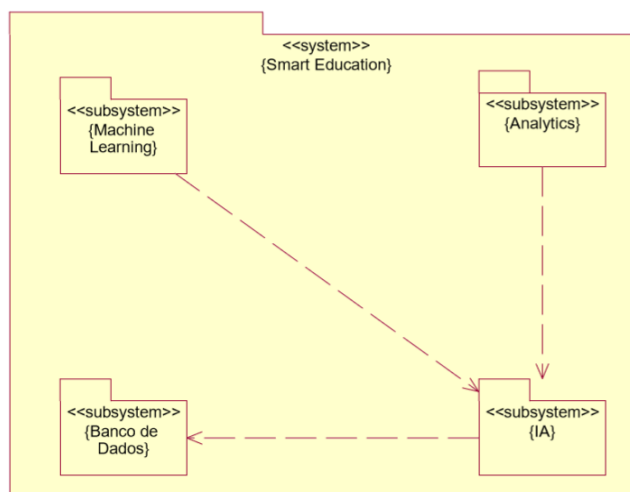 <<system>>
{Smart Education}
<<subsystem>>
{Machine
Learning}
<<subsystem>>
{Analytics}
<<subsystem>>
{Banco de
Dados}
<<subsystem>>
{IA}